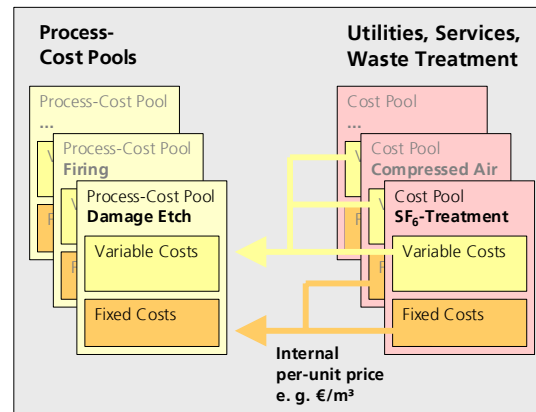 Process-
Cost Pools
Utilities, Services,
Waste Treatment
Process-Cost Pool
...
Process-Cost Pool
Firing
Process-Cost Pool
Damage Etch
Variable Costs
Fixed Costs
Cost Pool
...
V
Cost Pool
Compressed Air
Cost Pool
SF₆-Treatment
Variable Costs
Fixed Costs
Internal
per-unit price
e. g. €/m³